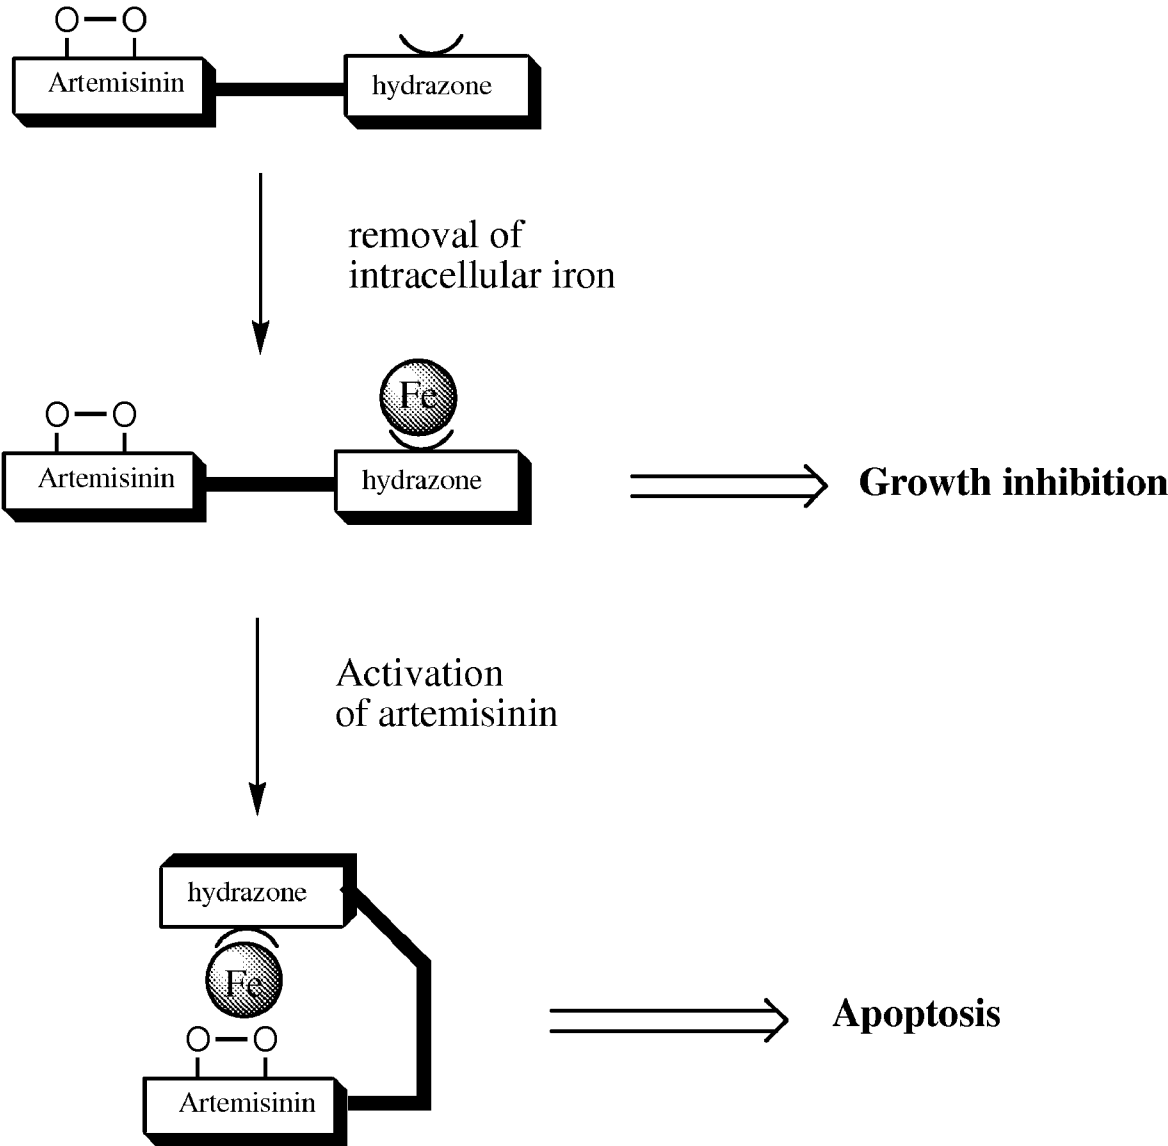 O—O
Artemisinin
hydrazone
removal of
intracellular iron
Fe
O—O
Artemisinin
hydrazone
Growth inhibition
Activation
of artemisinin
hydrazone
Fe
O—O
Artemisinin
Apoptosis